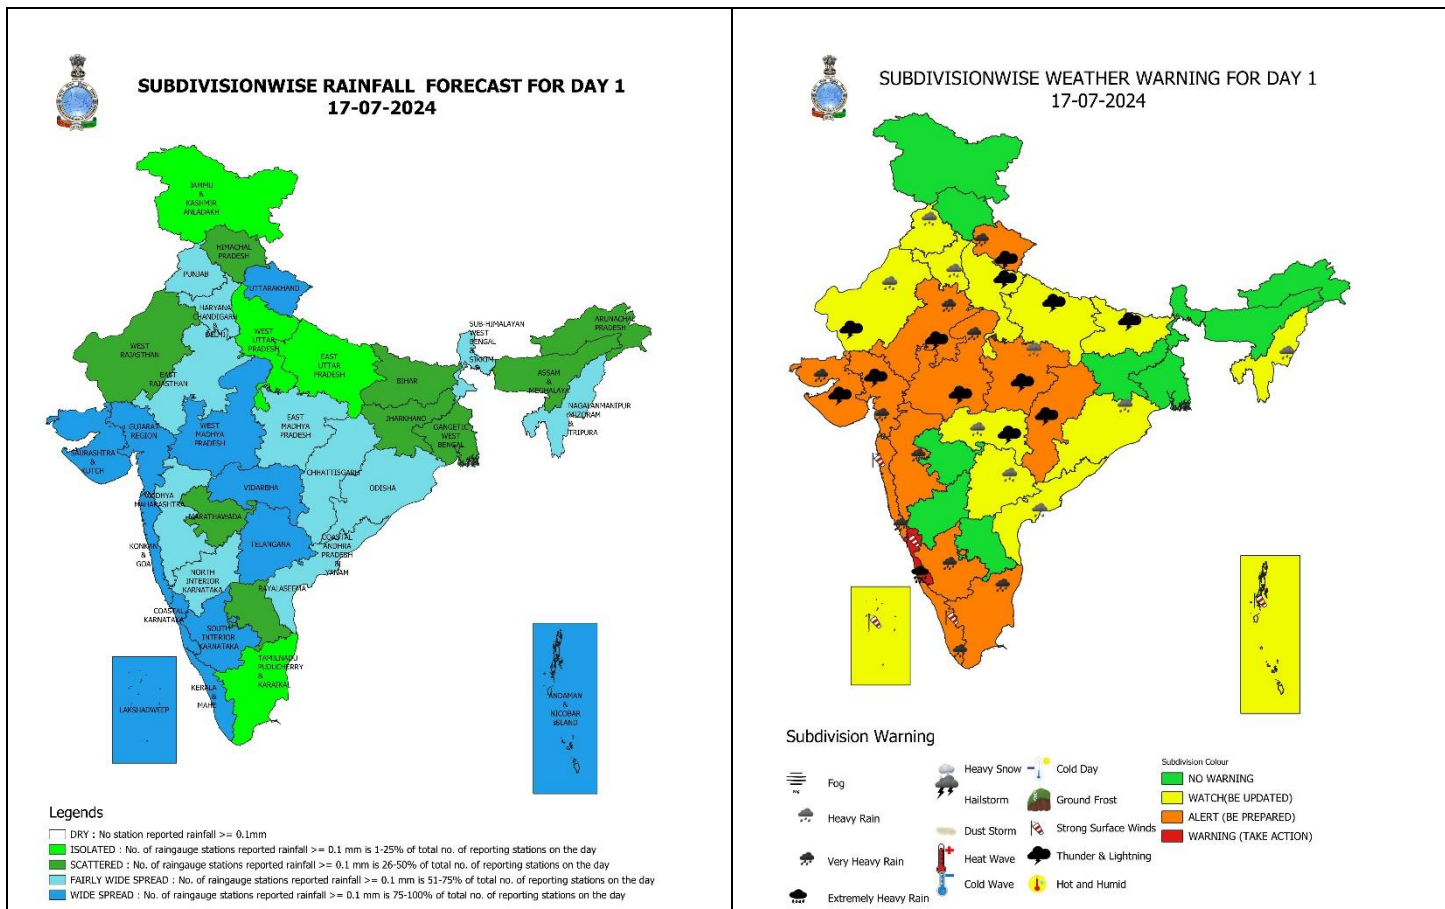 SUBDIVISIONWISE RAINFALL FORECAST FOR DAY 1
17-07-2024
JAMMU
&
KASHMIR
ANLADAKH
HIMACHAL
PRADESH
PUNJAB
UTTARAKHAND
HARYANA
CHANDIGARH
&
DELHI
WEST
UTTAR
PRADESH
EAST
UTTAR
PRADESH
WEST
RAJASTHAN
EAST
RAJASTHAN
SUB-HIMALAYAN
WEST
BENGAL
&
SIKKIM
ARUNACHAL
PRADESH
ASSAM
&
MEGHALAYA
NAGALANMANIPUR
MIZORAM
&
TRIPURA
BIHAR
JHARKHAND
GANGETIC
WEST
BENGAL
GUJARAT
REGION
SAURASHTRA
&
KUTCH
WEST
MADHYA
PRADESH
EAST
MADHYA
PRADESH
CHHATTISGARH
ODISHA
VIDARBHA
MADHYA
MAHARASHTRA
MARATHAWADA
KONKAN
&
GOA
TELANGANA
COASTAL
ANDHRA
PRADESH
&
YANAM
NORTH
INTERIOR
KARNATAKA
RAYALASEEMA
COASTAL
KARNATAKA
SOUTH
INTERIOR
KARNATAKA
TAMILNADU
PUDUCHERRY
&
KARAIKAL
KERALA
&
MAHE
LAKSHADWEEP
ANDAMAN
&
NICOBAR
ISLAND
Legends
DRY : No station reported rainfall >= 0.1mm
ISOLATED : No. of raingauge stations reported rainfall >= 0.1 mm is 1-25% of total no. of reporting stations on the day
SCATTERED : No. of raingauge stations reported rainfall >= 0.1 mm is 26-50% of total no. of reporting stations on the day
FAIRLY WIDE SPREAD : No. of raingauge stations reported rainfall >= 0.1 mm is 51-75% of total no. of reporting stations on the day
WIDE SPREAD : No. of raingauge stations reported rainfall >= 0.1 mm is 75-100% of total no. of reporting stations on the day
SUBDIVISIONWISE WEATHER WARNING FOR DAY 1
17-07-2024
Subdivision Warning
Fog
Heavy Rain
Very Heavy Rain
Extremely Heavy Rain
Heavy Snow
Hailstorm
Dust Storm
Heat Wave
Cold Wave
Cold Day
Ground Frost
Strong Surface Winds
Thunder & Lightning
Hot and Humid
Subdivision Colour
NO WARNING
WATCH(BE UPDATED)
ALERT (BE PREPARED)
WARNING (TAKE ACTION)